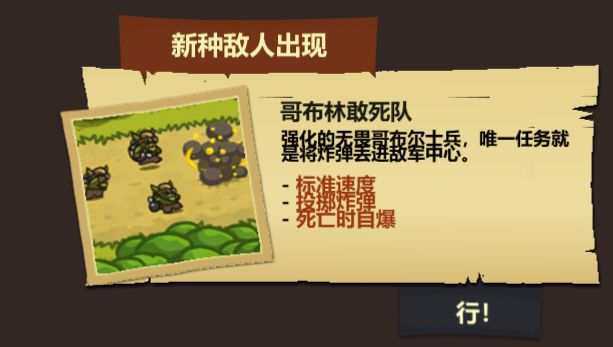 新种敌人出现
哥布林敢死队
强化的无畏哥布尔士兵，唯一任务就
是将炸弹丢进敌军中心。
- 标准速度
- 投掷炸弹
- 死亡时自爆
行!